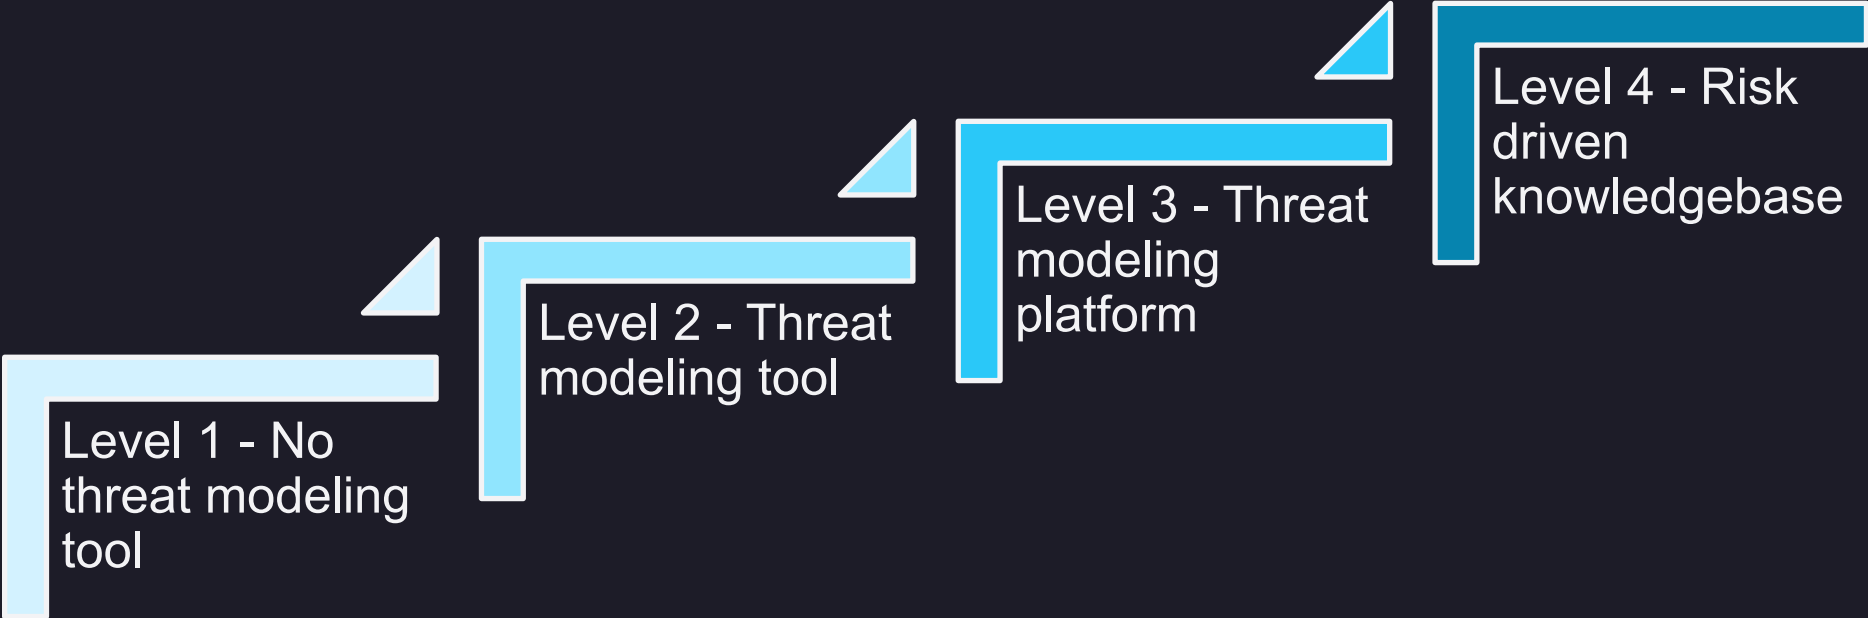 Level 1 - No
threat modeling
tool
Level 2 - Threat
modeling tool
Level 3 - Threat
modeling
platform
Level 4 - Risk
driven
knowledgebase